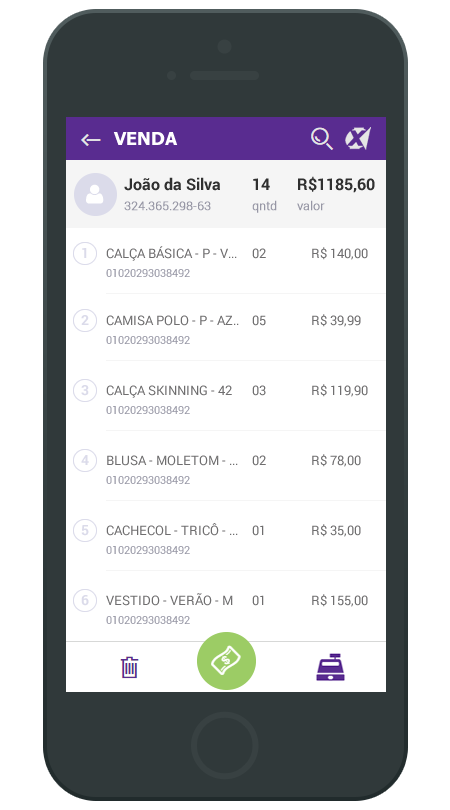 VENDA
João da Silva 14 R$1185,60
324.365.298-63 qntd valor
1 CALÇA BÁSICA - P - V... 02 R$ 140,00
01020293038492
2 CAMISA POLO - P - AZ.. 05 R$ 39,99
01020293038492
3 CALÇA SKINNING - 42 03 R$ 119,90
01020293038492
4 BLUSA - MOLETOM - ... 02 R$ 78,00
01020293038492
5 CACHECOL - TRICÔ - ... 01 R$ 35,00
01020293038492
6 VESTIDO - VERÃO - M 01 R$ 155,00
01020293038492